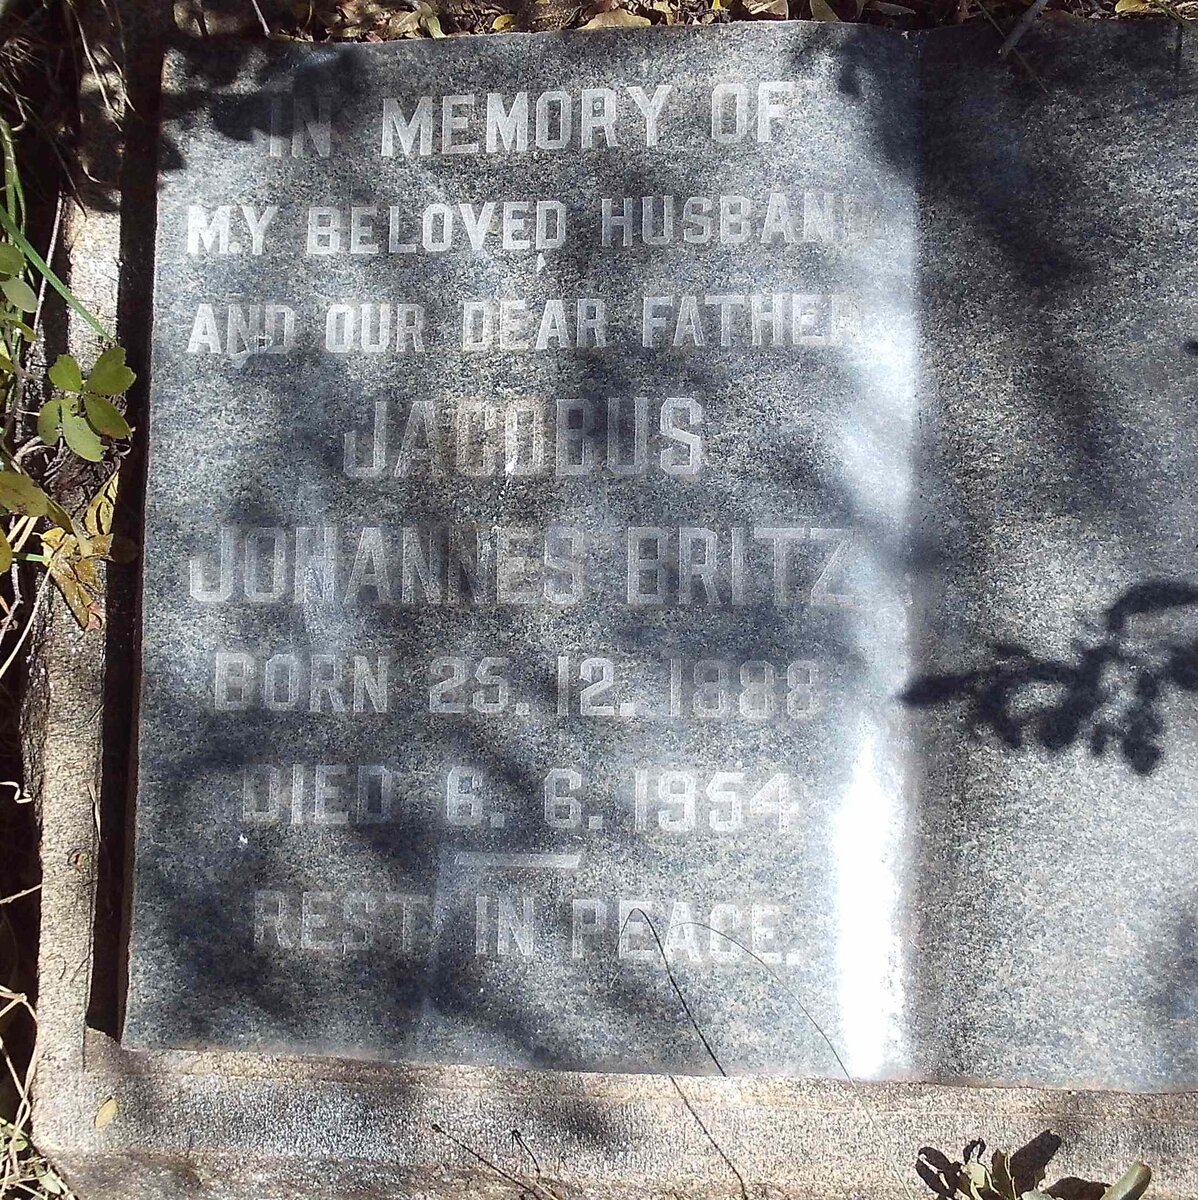 IN MEMORY OF
MY BELOVED HUSBAND
AND OUR DEAR FATHER
JACOBUS
JOHANNES BRITZ
BORN 25. 12. 1888
DIED 6. 6. 1954
REST IN PEACE.